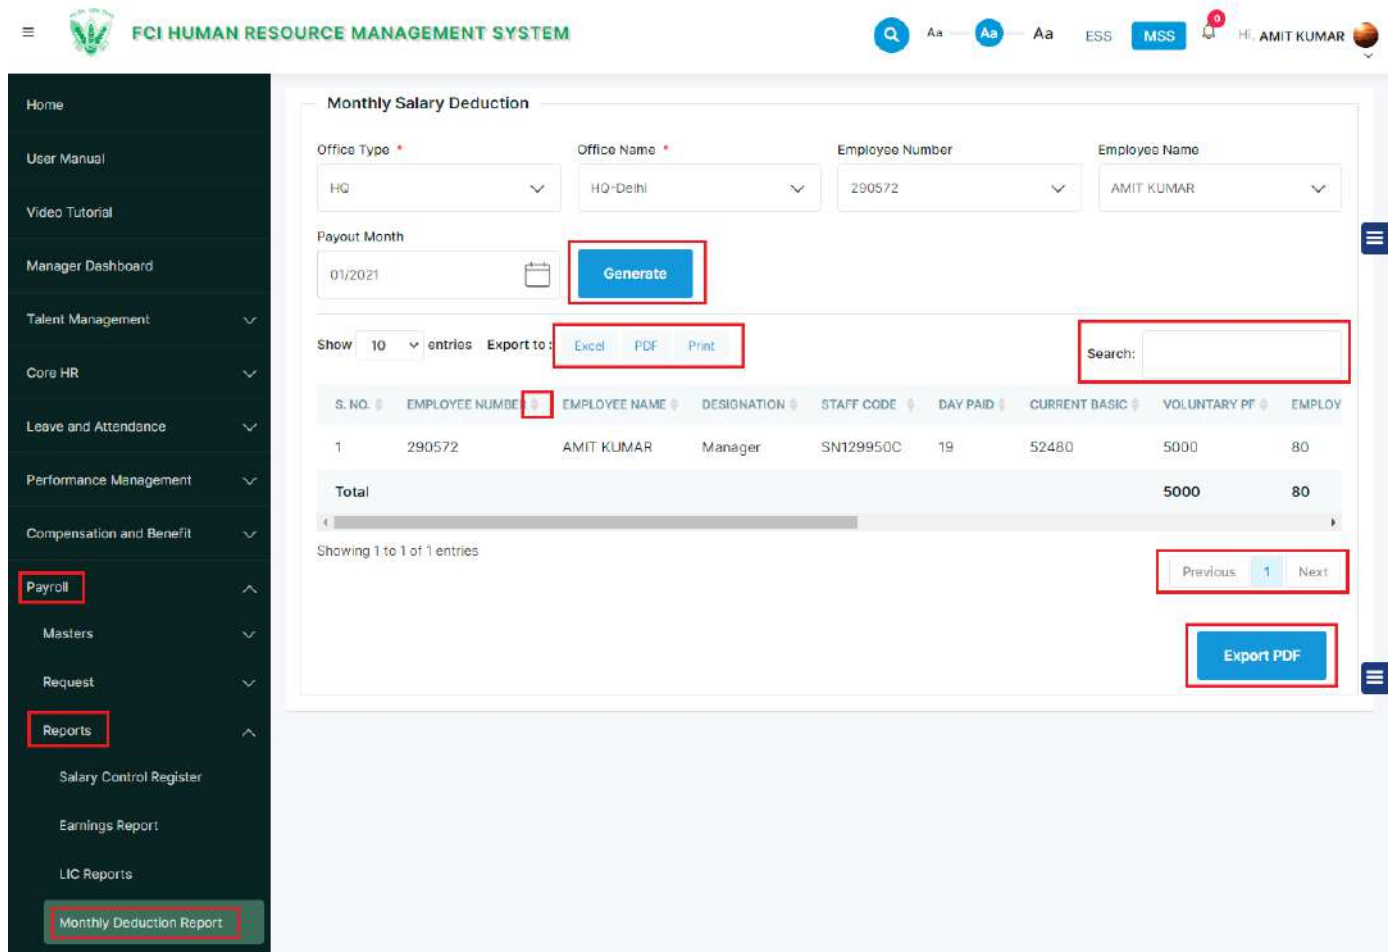 FCI HUMAN RESOURCE MANAGEMENT SYSTEM
Aa Aa Aa ESS MSS 0 Hi, AMIT KUMAR
Home
User Manual
Video Tutorial
Manager Dashboard
Talent Management
Core HR
Leave and Attendance
Performance Management
Compensation and Benefit
Payroll
Masters
Request
Reports
Salary Control Register
Earnings Report
LIC Reports
Monthly Deduction Report
Monthly Salary Deduction
Office Type * Office Name * Employee Number Employee Name
HQ HQ-Delhi 290572 AMIT KUMAR
Payout Month
01/2021 Generate
Show 10 entries Export to : Excel PDF Print Search:
S. NO. EMPLOYEE NUMBER EMPLOYEE NAME DESIGNATION STAFF CODE DAY PAID CURRENT BASIC VOLUNTARY PF EMPLOY
1 290572 AMIT KUMAR Manager SN129950C 19 52480 5000 80
Total 5000 80
Showing 1 to 1 of 1 entries
Previous 1 Next
Export PDF